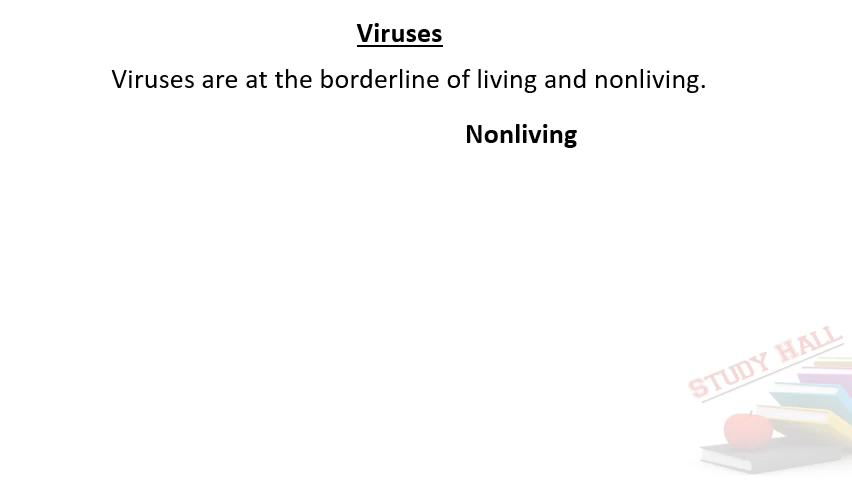 Viruses
Viruses are at the borderline of living and nonliving.
Nonliving
STUDY HALL